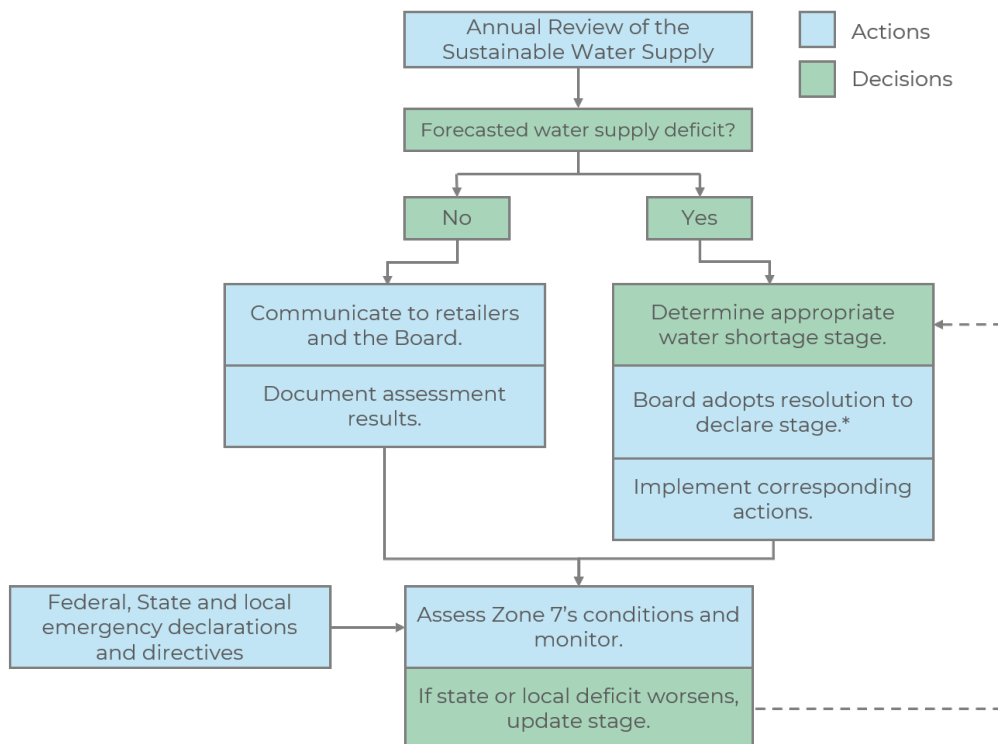 Annual Review of the
Sustainable Water Supply
Actions
Decisions
Forecasted water supply deficit?
No
Yes
Communicate to retailers
and the Board.
Document assessment
results.
Determine appropriate
water shortage stage.
Board adopts resolution to
declare stage.*
Implement corresponding
actions.
Federal, State and local
emergency declarations
and directives
Assess Zone 7’s conditions and
monitor.
If state or local deficit worsens,
update stage.